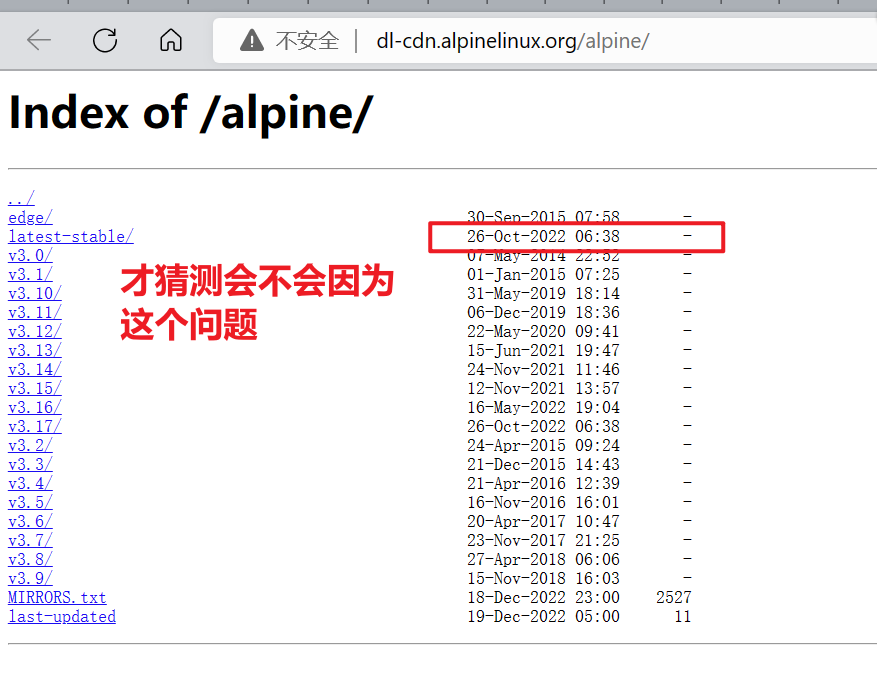 不安全 | dl-cdn.alpinelinux.org/alpine/
Index of /alpine/
../
edge/ 30-Sep-2015 07:58 -
latest-stable/ 26-Oct-2022 06:38 -
v3.0/ 07-May-2014 22:52 -
v3.1/ 01-Jan-2015 07:25 -
v3.10/ 31-May-2019 18:14 -
v3.11/ 06-Dec-2019 18:36 -
v3.12/ 22-May-2020 09:41 -
v3.13/ 15-Jun-2021 19:47 -
v3.14/ 24-Nov-2021 11:46 -
v3.15/ 12-Nov-2021 13:57 -
v3.16/ 16-May-2022 19:04 -
v3.17/ 26-Oct-2022 06:38 -
v3.2/ 24-Apr-2015 09:24 -
v3.3/ 21-Dec-2015 14:43 -
v3.4/ 21-Apr-2016 12:39 -
v3.5/ 16-Nov-2016 16:01 -
v3.6/ 20-Apr-2017 10:47 -
v3.7/ 23-Nov-2017 21:25 -
v3.8/ 27-Apr-2018 06:06 -
v3.9/ 15-Nov-2018 16:03 -
MIRRORS.txt 18-Dec-2022 23:00 2527
last-updated 19-Dec-2022 05:00 11
才猜测会不会因为
这个问题